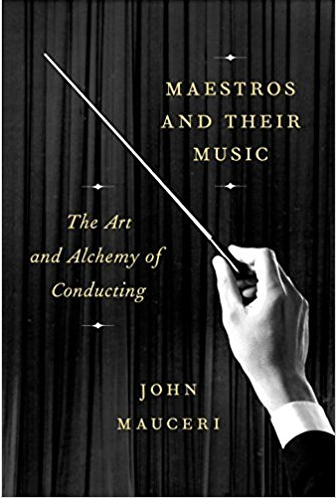 MAESTROS
AND THEIR
MUSIC
The Art
and Alchemy of
Conducting
JOHN
MAUCERI